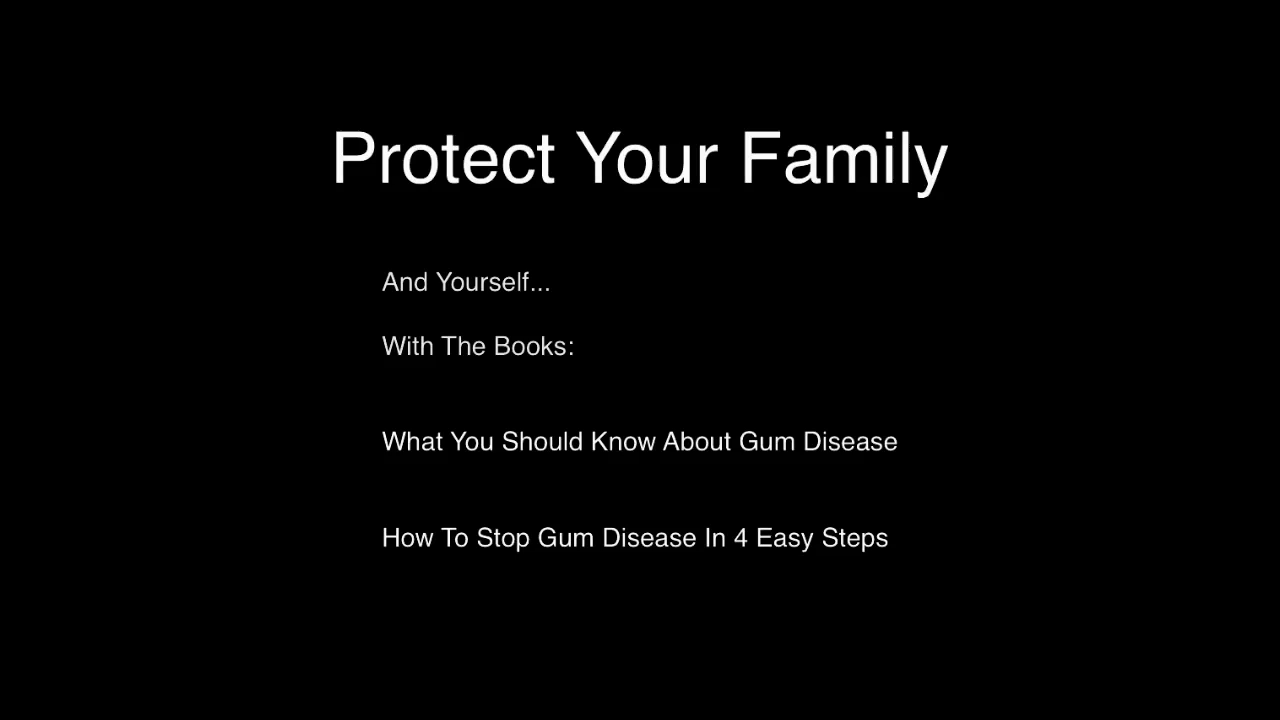 Protect Your Family
And Yourself...
With The Books:
What You Should Know About Gum Disease
How To Stop Gum Disease In 4 Easy Steps